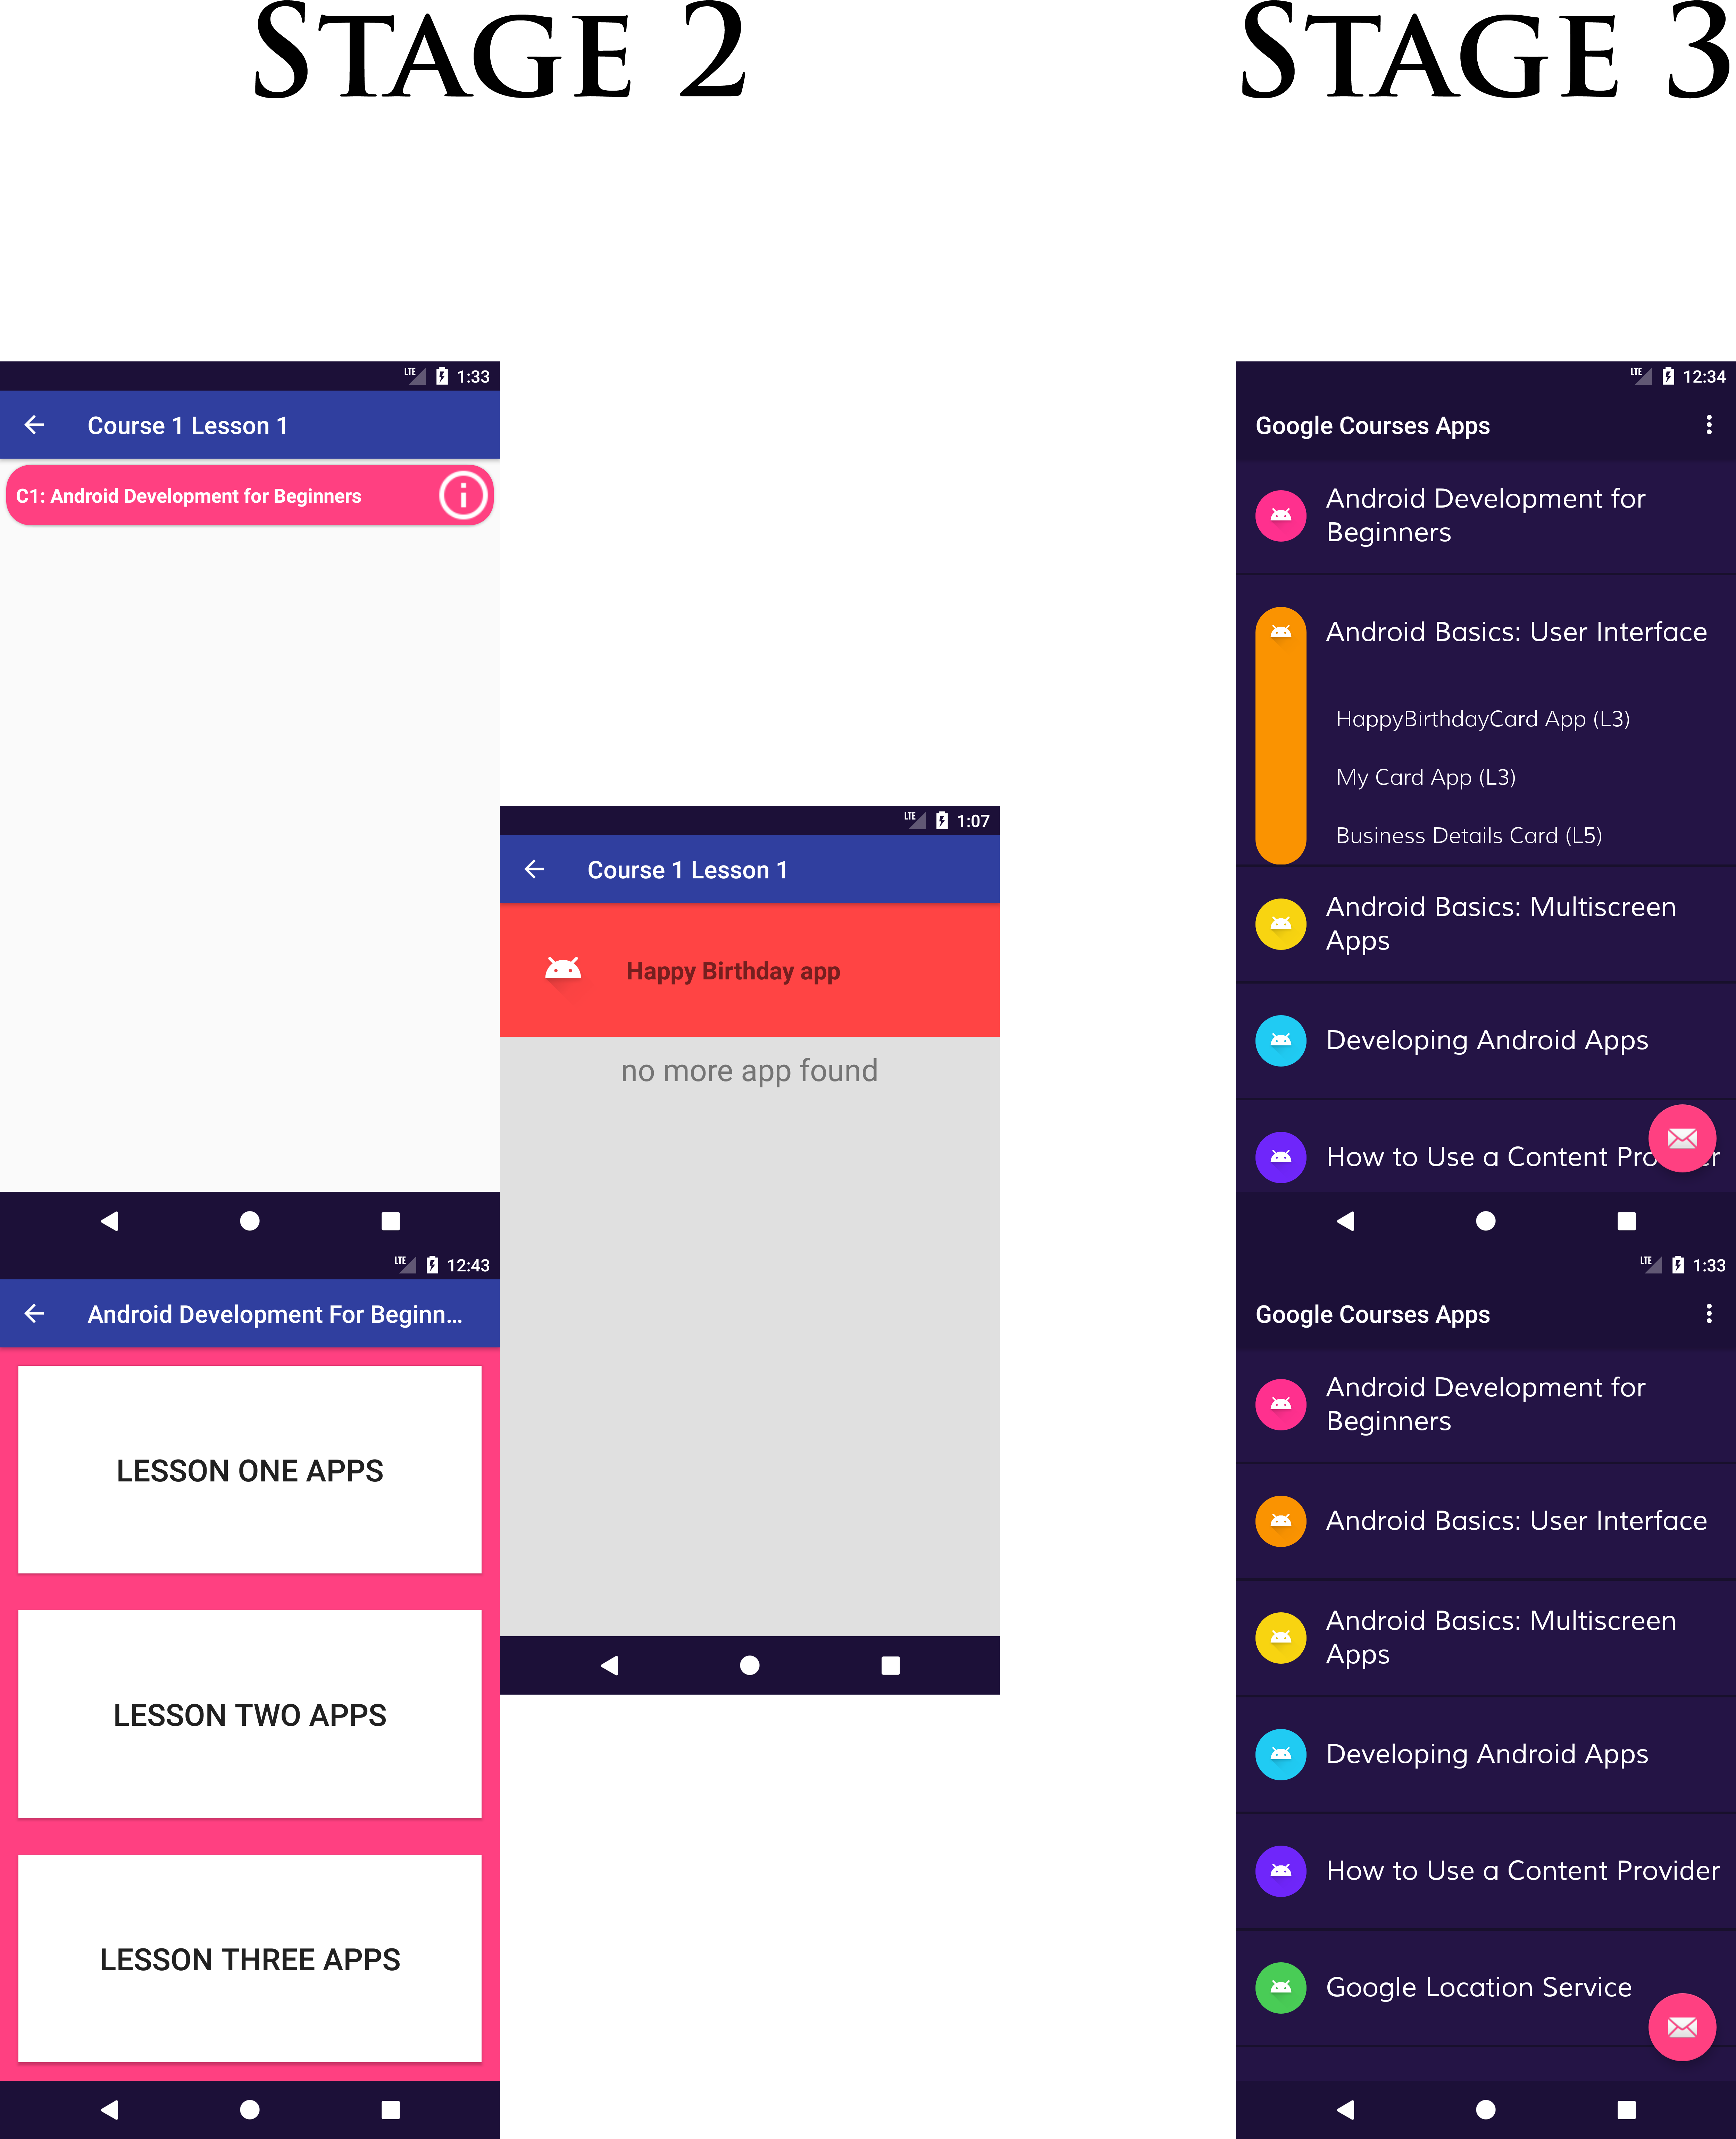 STAGE 2
STAGE 3
LTE 1:33
Course 1 Lesson 1
C1: Android Development for Beginners
LTE 12:43
Android Development For Beginn...
LESSON ONE APPS
LESSON TWO APPS
LESSON THREE APPS
LTE 1:07
Course 1 Lesson 1
Happy Birthday app
no more app found
LTE 12:34
Google Courses Apps
Android Development for
Beginners
Android Basics: User Interface
HappyBirthdayCard App (L3)
My Card App (L3)
Business Details Card (L5)
Android Basics: Multiscreen
Apps
Developing Android Apps
How to Use a Content
LTE 1:33
Google Courses Apps
Android Development for
Beginners
Android Basics: User Interface
Android Basics: Multiscreen
Apps
Developing Android Apps
How to Use a Content Provider
Google Location Service